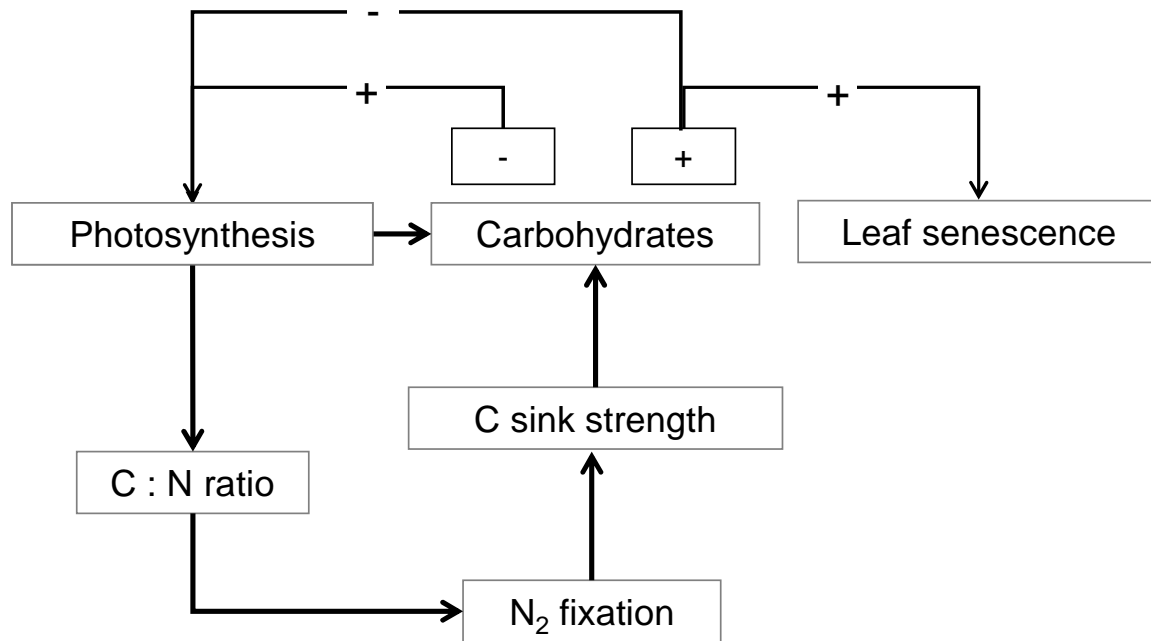 -
+
+
-
+
Photosynthesis
Carbohydrates
Leaf senescence
C sink strength
C : N ratio
N₂ fixation